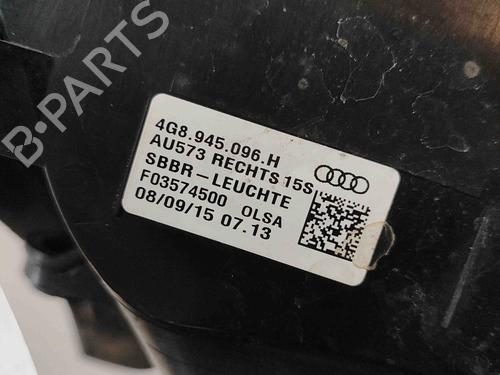 B-PARTS
4G8.945.096.H
AU573 RECHTS 15S
SBBR-LEUCHTE
F03574500 OLSA
08/09/15 07.13